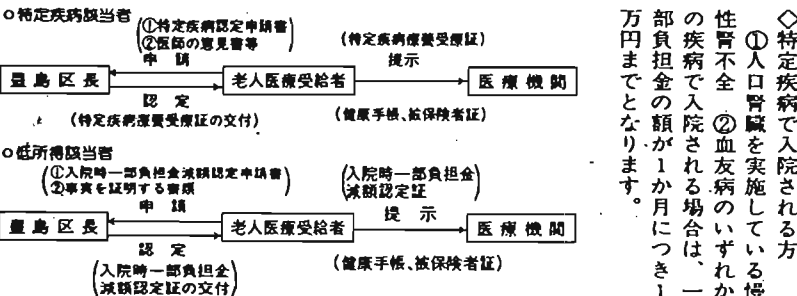 ◇特定疾病で入院される方
①人口腎臓を実施している慢
性腎不全 ②血友病のいずれか
の疾病で入院される場合は、一
部負担金の額が1か月につき1
万円までとなります。
○特定疾病該当者
(①特定疾病認定申請書
②医師の意見書等)
申請
(特定疾病療養受療証)
提示
豊島区長
老人医療受給者
医療機関
認定
(特定疾病療養受療証の交付)
(健康手帳、被保険者証)
○低所得該当者
(①入院時一部負担金減額認定申請書
②事実を証明する書類)
申請
(入院時一部負担金
減額認定証)
提示
豊島区長
老人医療受給者
医療機関
認定
(入院時一部負担金
減額認定証の交付)
(健康手帳、被保険者証)